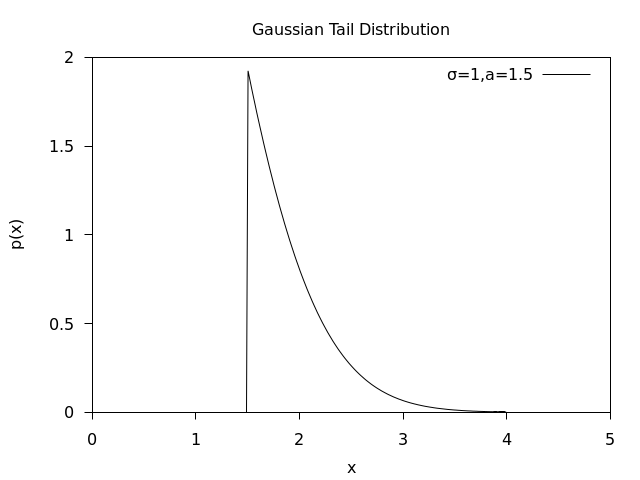 Gaussian Tail Distribution
σ=1,a=1.5
p(x)
2
1.5
1
0.5
0
0 1 2 3 4 5
x